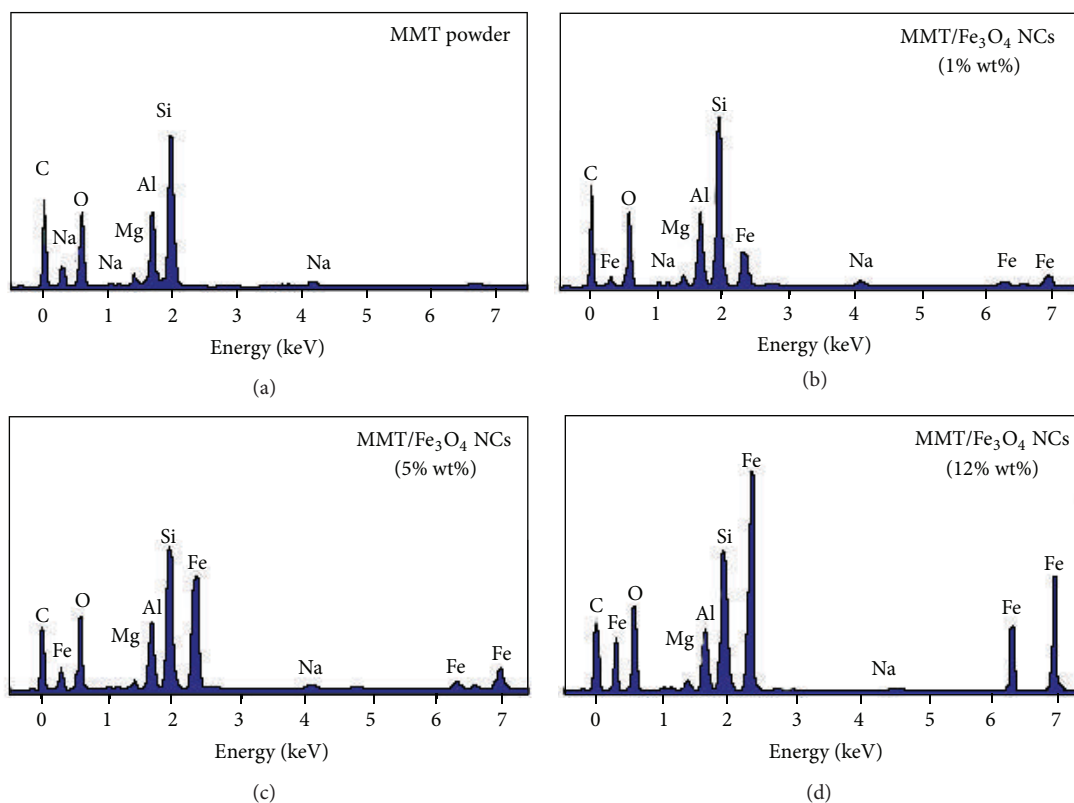 MMT powder
Si
C
O
Al
Na
Mg
Na
Na
0 1 2 3 4 5 6 7
Energy (keV)
(a)
MMT/Fe₃O₄ NCs
(1% wt%)
Si
C
O
Al
Mg
Fe
Fe
Na
Na
Fe
Fe
0 1 2 3 4 5 6 7
Energy (keV)
(b)
MMT/Fe₃O₄ NCs
(5% wt%)
Si
Fe
C
O
Al
Fe
Mg
Na
Fe
Fe
0 1 2 3 4 5 6 7
Energy (keV)
(c)
MMT/Fe₃O₄ NCs
(12% wt%)
Fe
Si
Fe
C
Fe
O
Al
Mg
Na
Fe
0 1 2 3 4 5 6 7
Energy (keV)
(d)